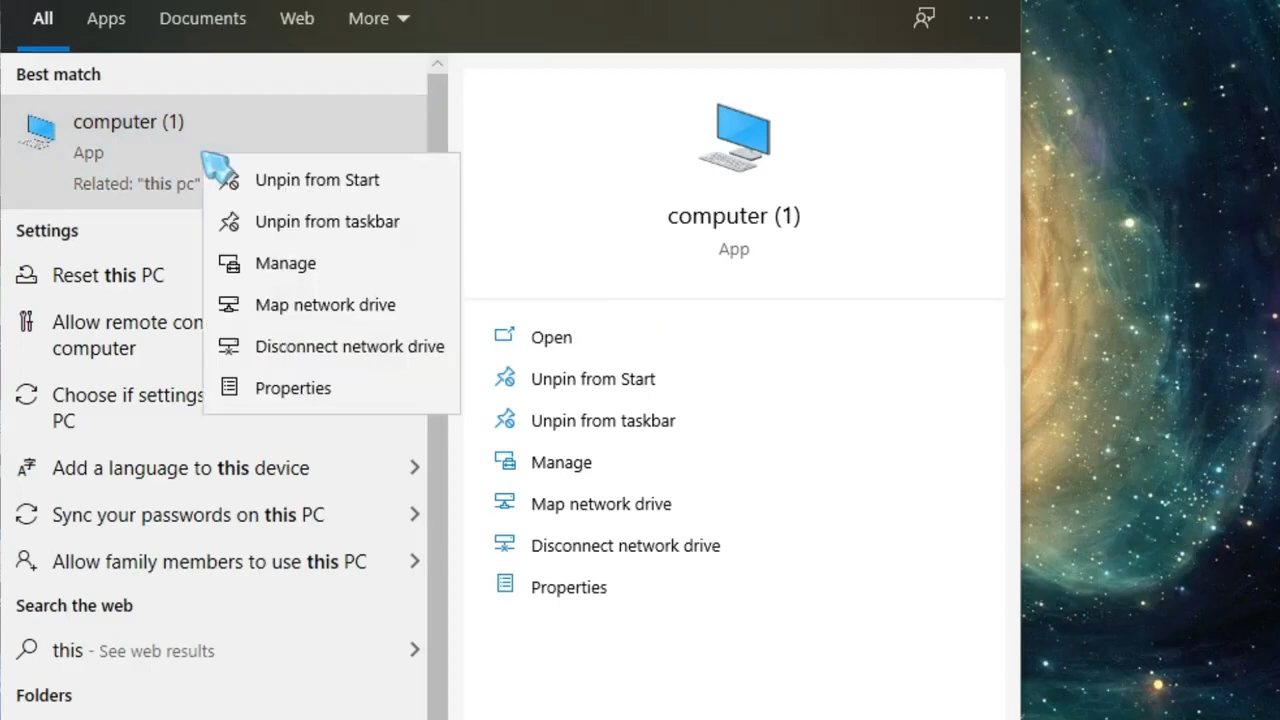 All
Apps
Documents
Web
More
Best match
computer (1)
App
Related: "this pc"
Unpin from Start
Unpin from taskbar
Manage
Map network drive
Disconnect network drive
Properties
Settings
Reset this PC
Allow remote
computer
Choose if settings
PC
Add a language to this device
Sync your passwords on this PC
Allow family members to use this PC
Search the web
this - See web results
Folders
computer (1)
App
Open
Unpin from Start
Unpin from taskbar
Manage
Map network drive
Disconnect network drive
Properties